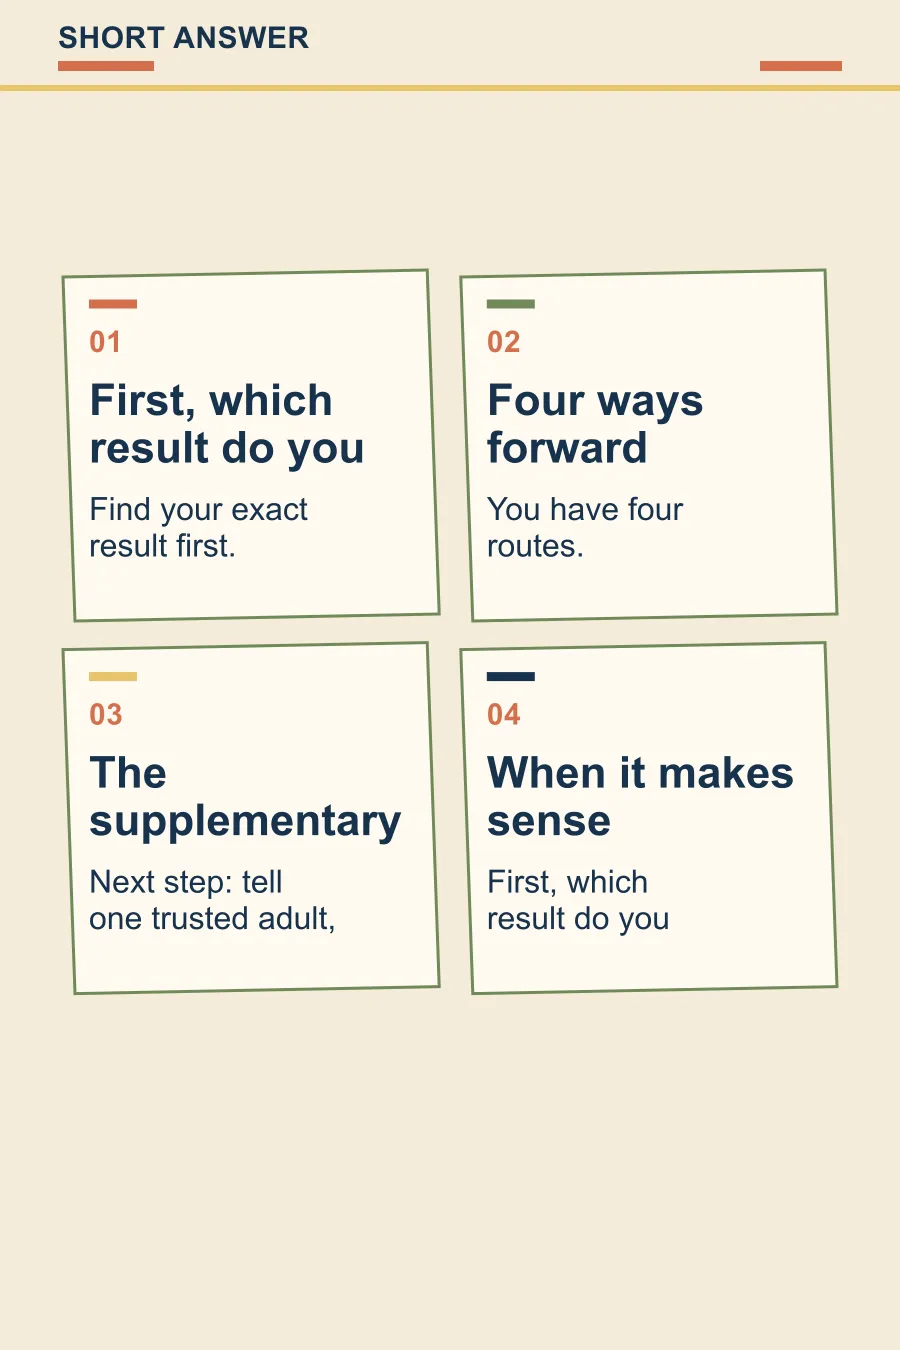 SHORT ANSWER
01
First, which
result do you
Find your exact
result first.
02
Four ways
forward
You have four
routes.
03
The
supplementary
Next step: tell
one trusted adult,
04
When it makes
sense
First, which
result do you